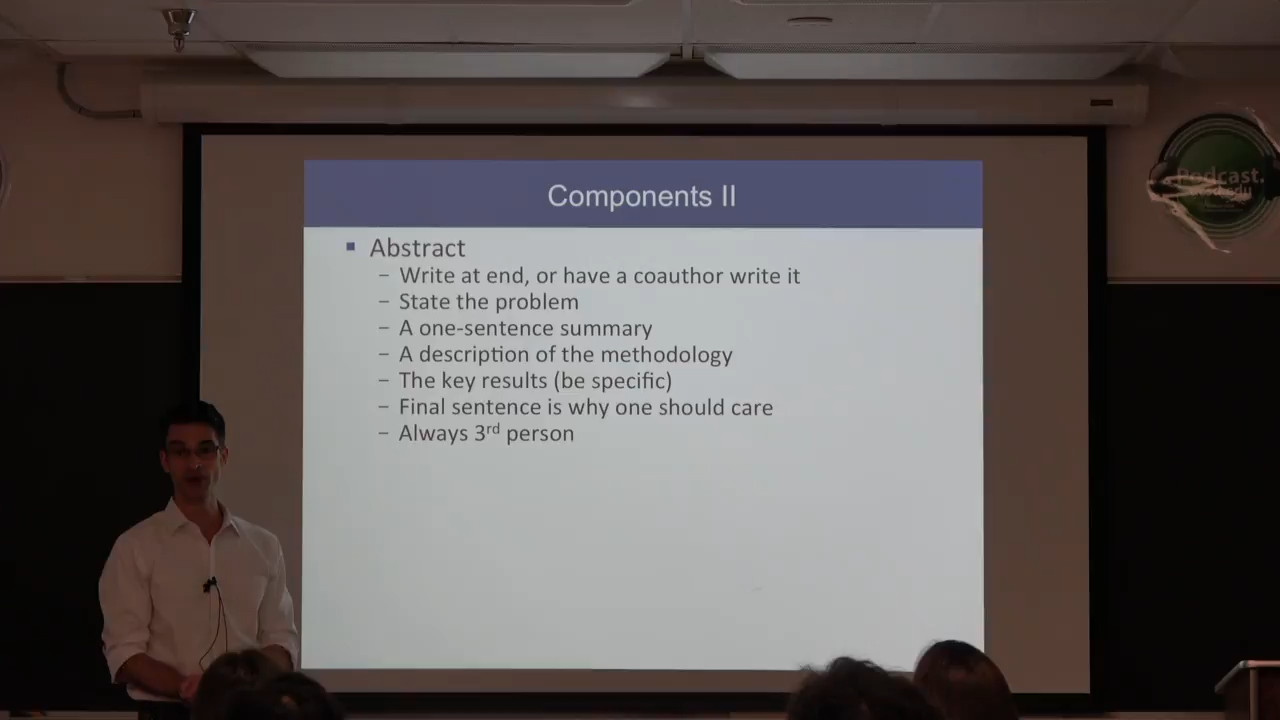 Components II
▪ Abstract
– Write at end, or have a coauthor write it
– State the problem
– A one-sentence summary
– A description of the methodology
– The key results (be specific)
– Final sentence is why one should care
– Always 3rd person
Podcast.